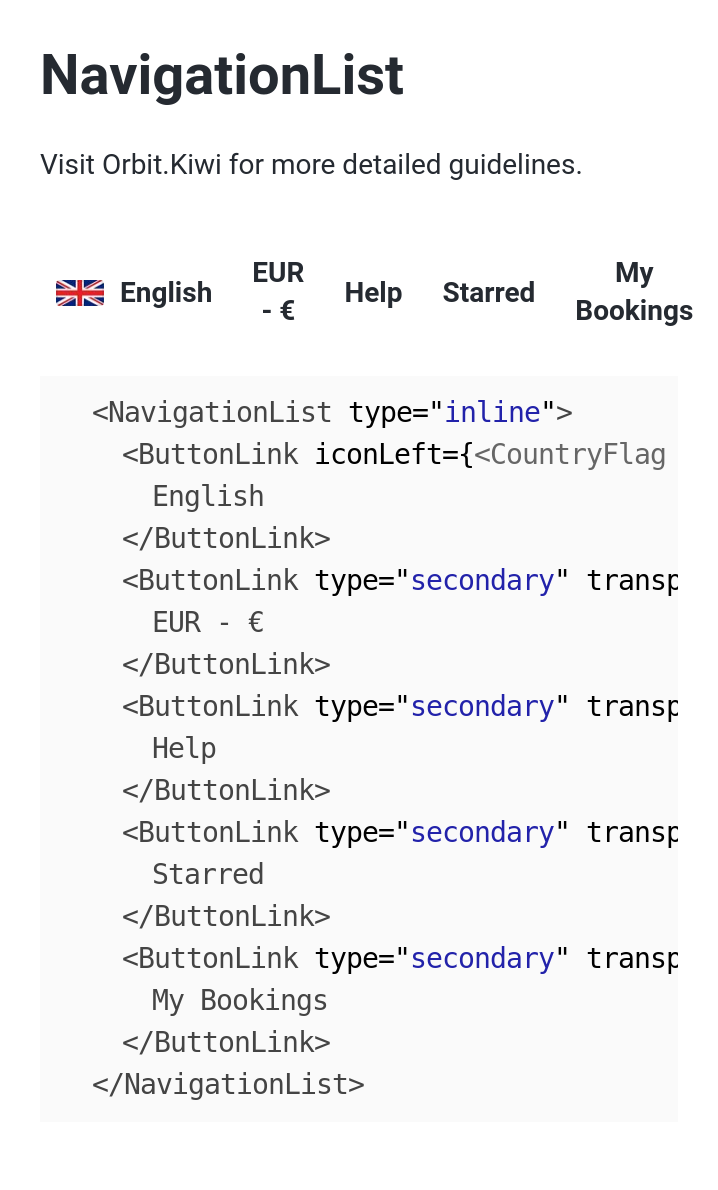 NavigationList
Visit Orbit.Kiwi for more detailed guidelines.
English
EUR
- €
Help
Starred
My
Bookings
<NavigationList type="inline">
<ButtonLink iconLeft={<CountryFlag
English
</ButtonLink>
<ButtonLink type="secondary" transp
EUR - €
</ButtonLink>
<ButtonLink type="secondary" transp
Help
</ButtonLink>
<ButtonLink type="secondary" transp
Starred
</ButtonLink>
<ButtonLink type="secondary" transp
My Bookings
</ButtonLink>
</NavigationList>